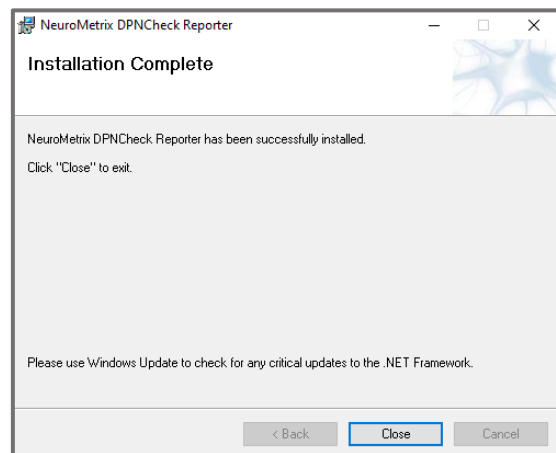 NeuroMetrix DPNCheck Reporter
Installation Complete
NeuroMetrix DPNCheck Reporter has been successfully installed.
Click "Close" to exit.
Please use Windows Update to check for any critical updates to the .NET Framework.
< Back Close Cancel